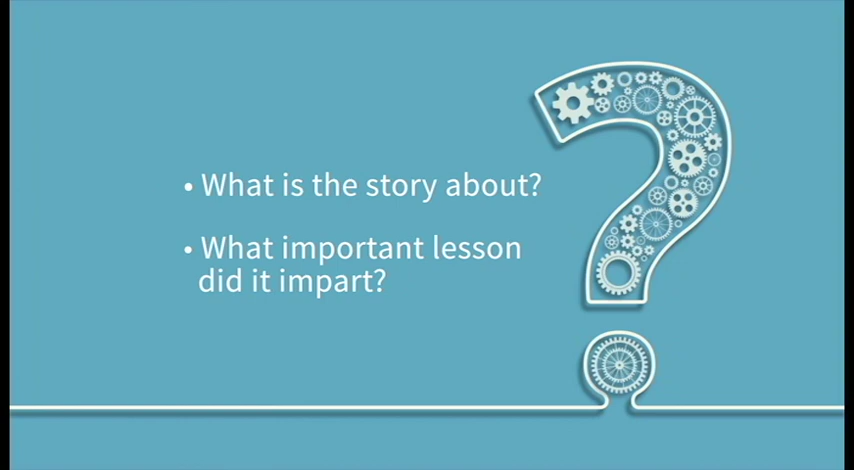 • What is the story about?
• What important lesson
did it impart?